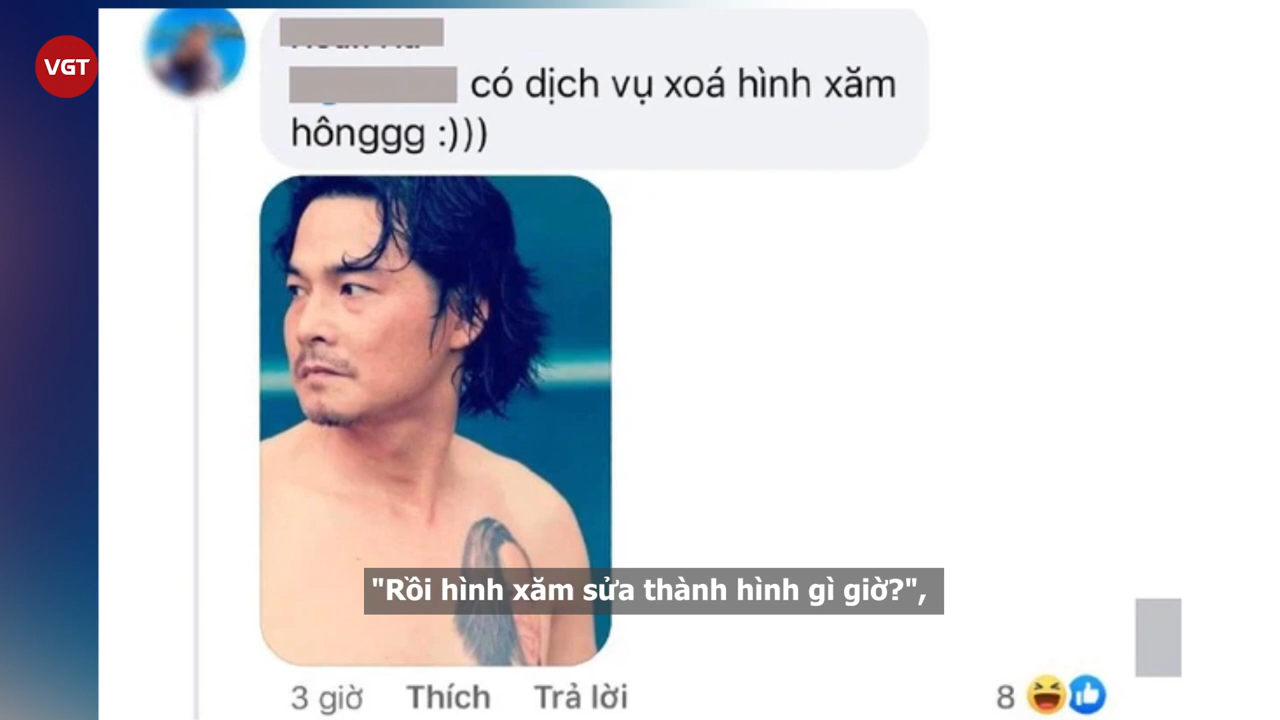 VGT
có dịch vụ xoá hình xăm
hônggg :)))
"Rồi hình xăm sửa thành hình gì giờ?",
3 giờ Thích Trả lời 8